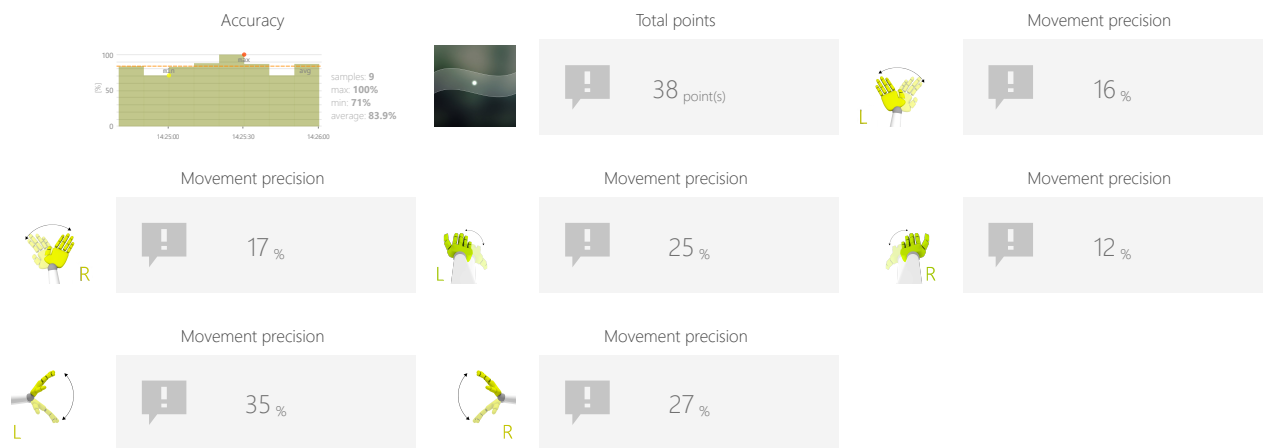 Accuracy
Total points
Movement precision
100
50
0
(%)
min
max
avg
14:25:00
14:25:30
14:26:00
samples: 9
max: 100%
min: 71%
average: 83.9%
38 point(s)
L
16 %
Movement precision
Movement precision
Movement precision
R
17 %
L
25 %
R
12 %
Movement precision
Movement precision
L
35 %
R
27 %